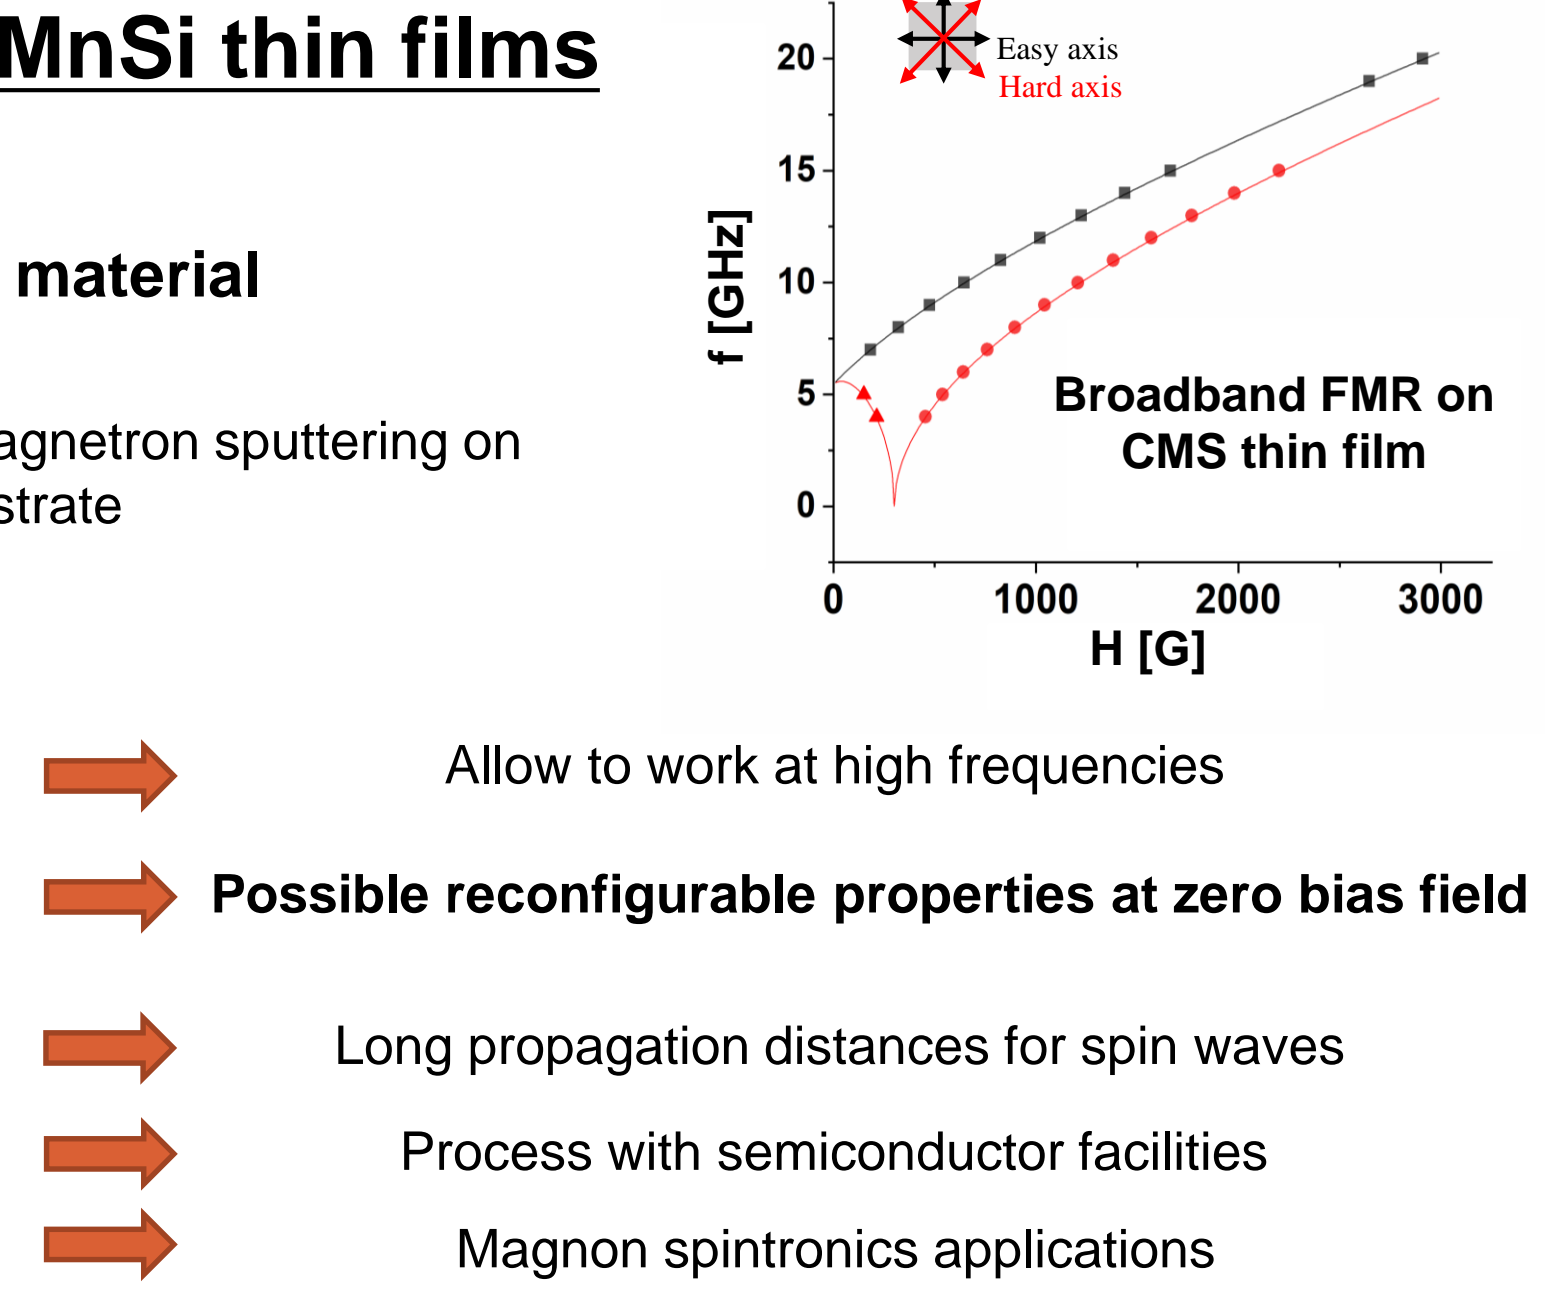 MnSi thin films
material
agnetron sputtering on
strate
Easy axis
Hard axis
20
15
10
5
0
f [GHz]
Broadband FMR on
CMS thin film
0 1000 2000 3000
H [G]
Allow to work at high frequencies
Possible reconfigurable properties at zero bias field
Long propagation distances for spin waves
Process with semiconductor facilities
Magnon spintronics applications